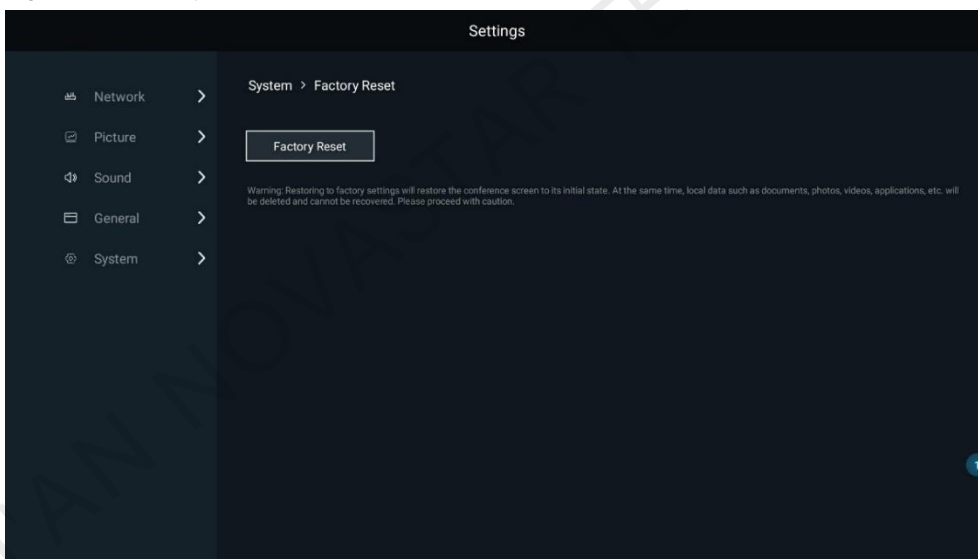 Settings
Network
Picture
Sound
General
System
System > Factory Reset
Factory Reset
Warning: Restoring to factory settings will restore the conference screen to its initial state. At the same time, local data such as documents, photos, videos, applications, etc. will
be deleted and cannot be recovered. Please proceed with caution.